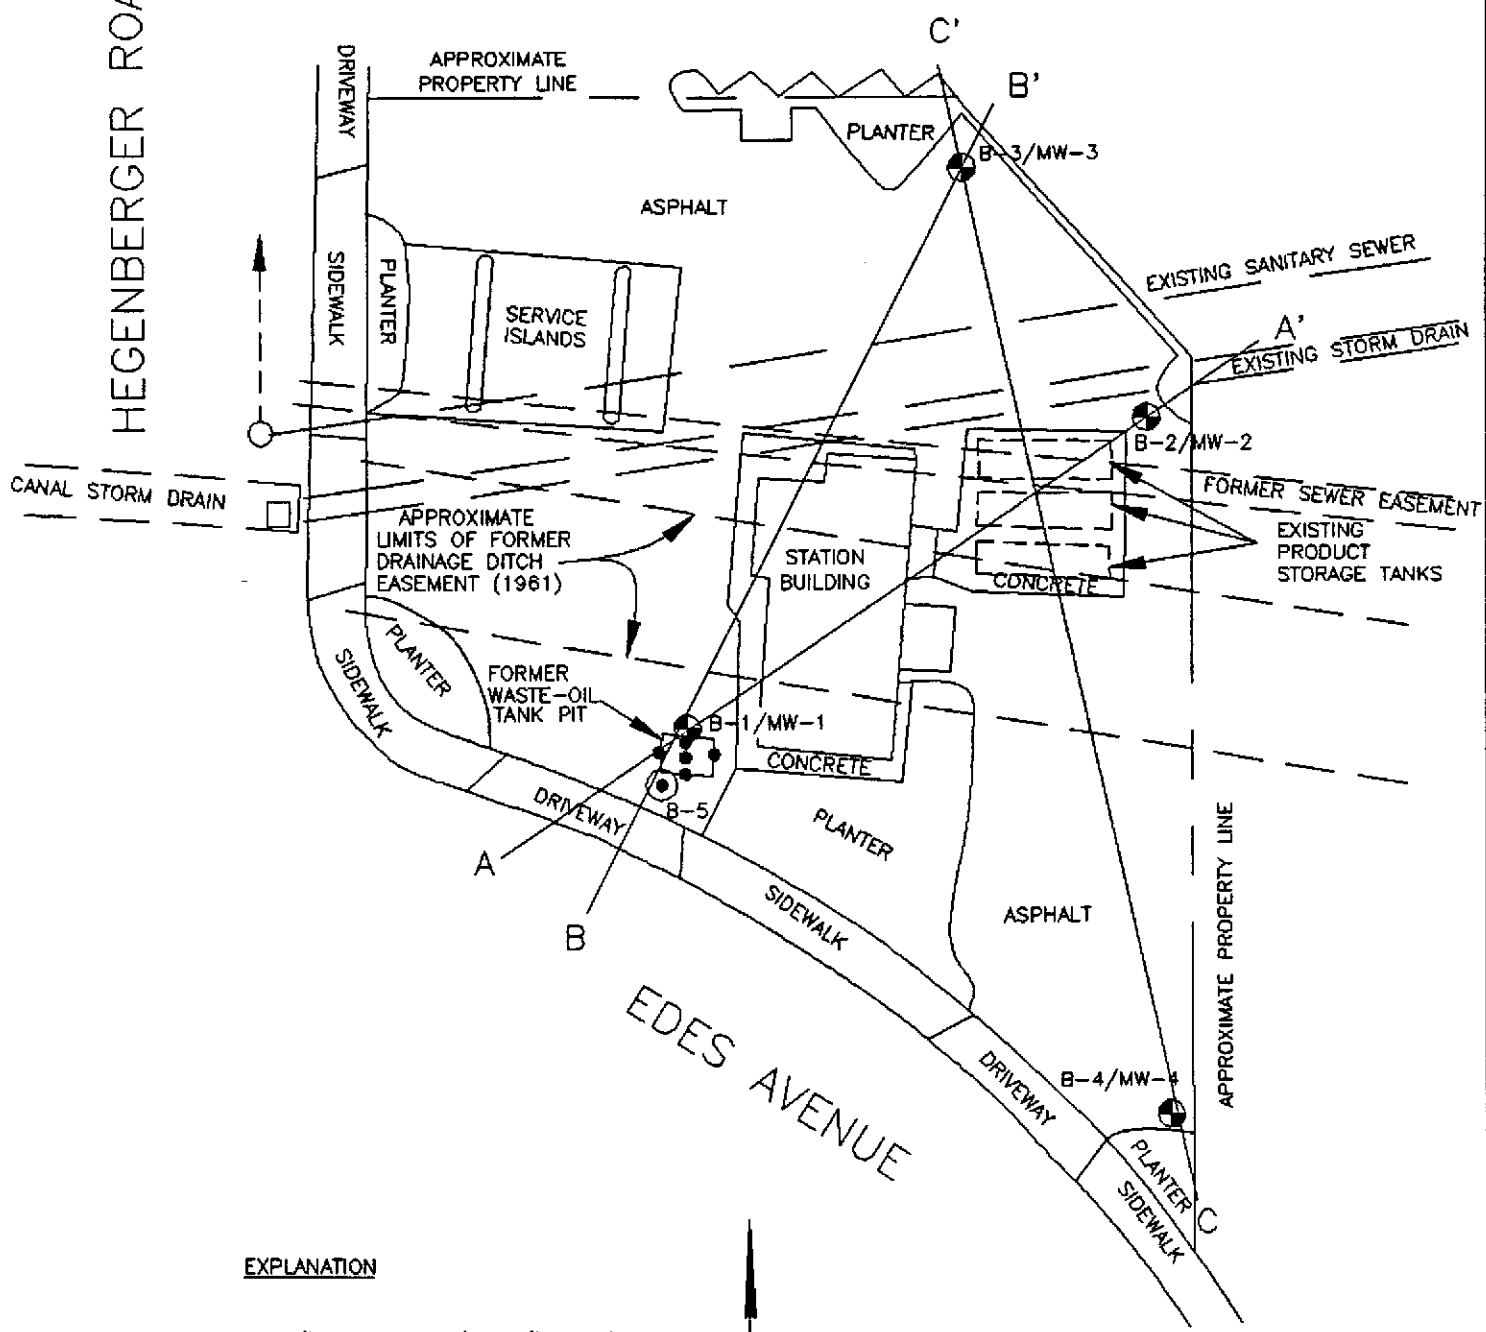 C'
HEGENBERGER ROA
DRIVEWAY
APPROXIMATE
PROPERTY LINE
B'
PLANTER
B-3/MW-3
ASPHALT
EXISTING SANITARY SEWER
SIDEWALK
PLANTER
SERVICE
ISLANDS
A'
EXISTING STORM DRAIN
B-2/MW-2
CANAL STORM DRAIN
FORMER SEWER EASEMENT
APPROXIMATE
LIMITS OF FORMER
DRAINAGE DITCH
EASEMENT (1961)
STATION
BUILDING
EXISTING
PRODUCT
STORAGE TANKS
CONCRETE
PLANTER
SIDEWALK
FORMER
WASTE-OIL
TANK PIT
B-1/MW-1
CONCRETE
DRIVEWAY
B-5
PLANTER
A
B
SIDEWALK
ASPHALT
APPROXIMATE PROPERTY LINE
EDES AVENUE
DRIVEWAY
B-4/MW-4
PLANTER
SIDEWALK
C
EXPLANATION